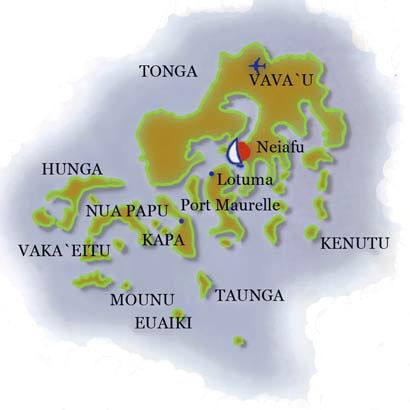 TONGA
VAVA`U
Neiafu
HUNGA
Lotuma
NUA PAPU
Port Maurelle
VAKA`EITU
KAPA
KENUTU
MOUNU
TAUNGA
EUAIKI